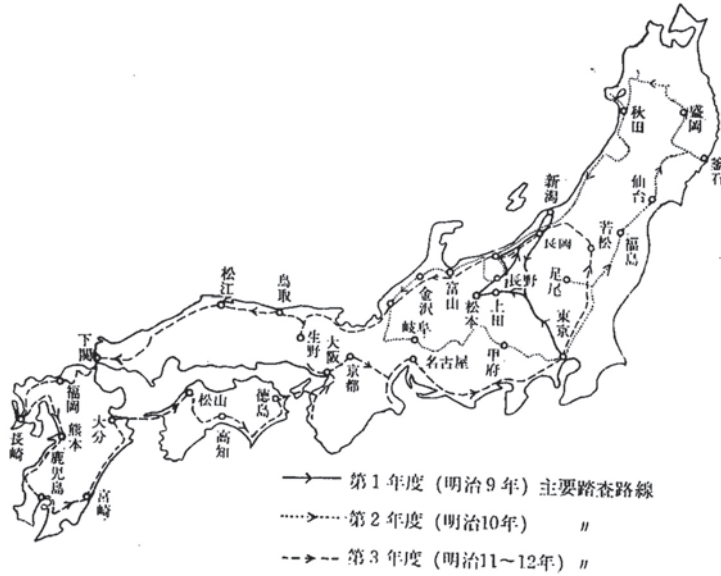 秋田
盛岡
釜石
仙台
新潟
長岡
若松
福島
足尾
長野
上田
松本
富山
金沢
東京
甲府
岐阜
名古屋
松江
鳥取
生野
大阪
京都
下関
福岡
長崎
熊本
大分
鹿児島
宮崎
松山
高知
徳島
第1年度 (明治9年) 主要踏査路線
第2年度 (明治10年) 〃
第3年度 (明治11~12年) 〃